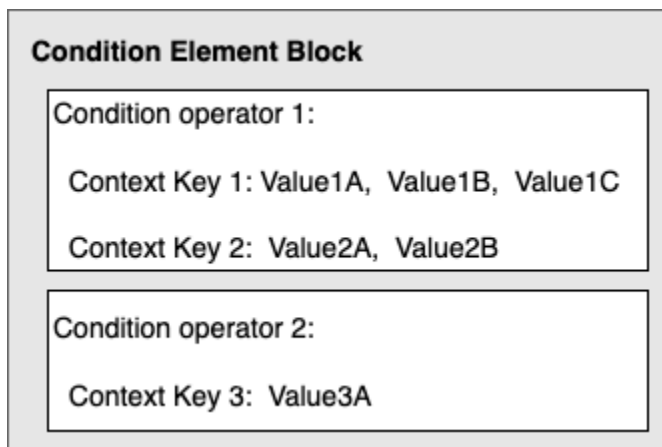 Condition Element Block
Condition operator 1:
Context Key 1: Value1A, Value1B, Value1C
Context Key 2: Value2A, Value2B
Condition operator 2:
Context Key 3: Value3A